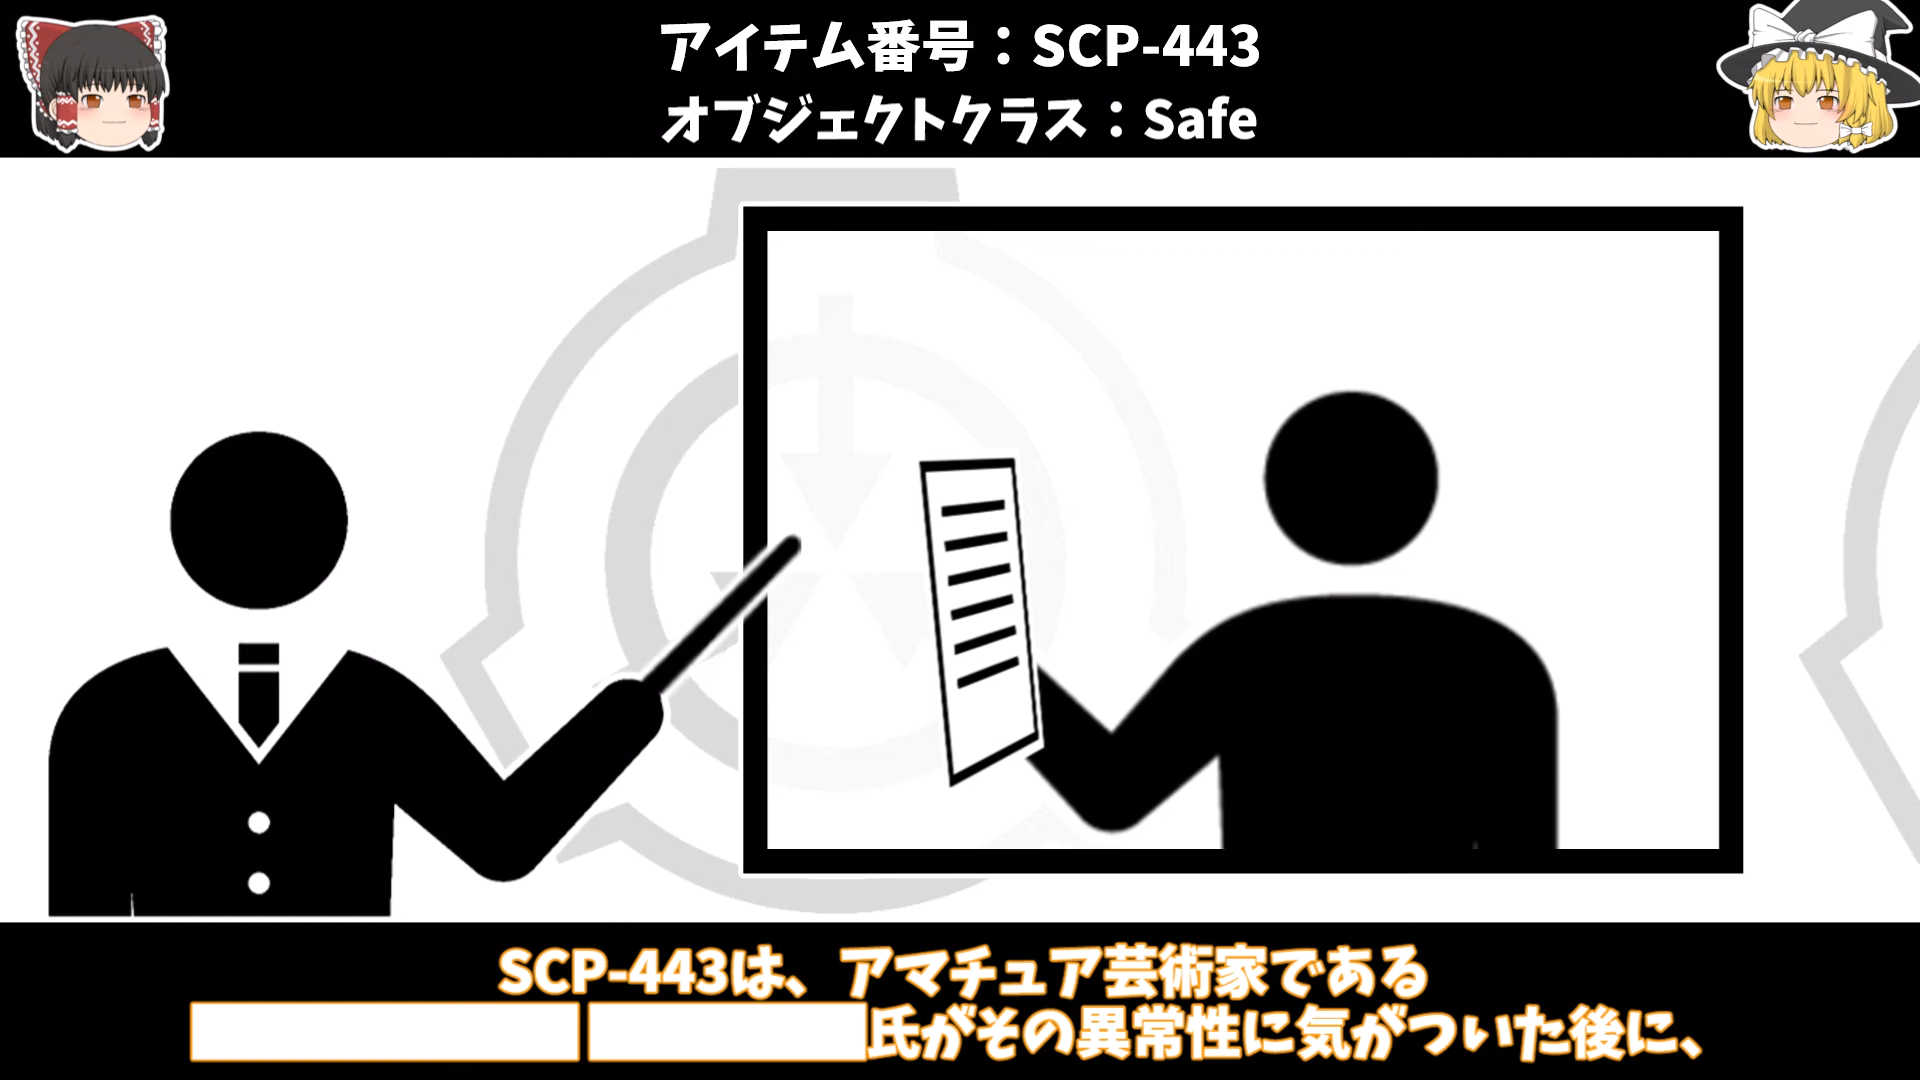 アイテム番号：SCP-443
オブジェクトクラス：Safe
SCP-443は、アマチュア芸術家である
氏がその異常性に気がついた後に、